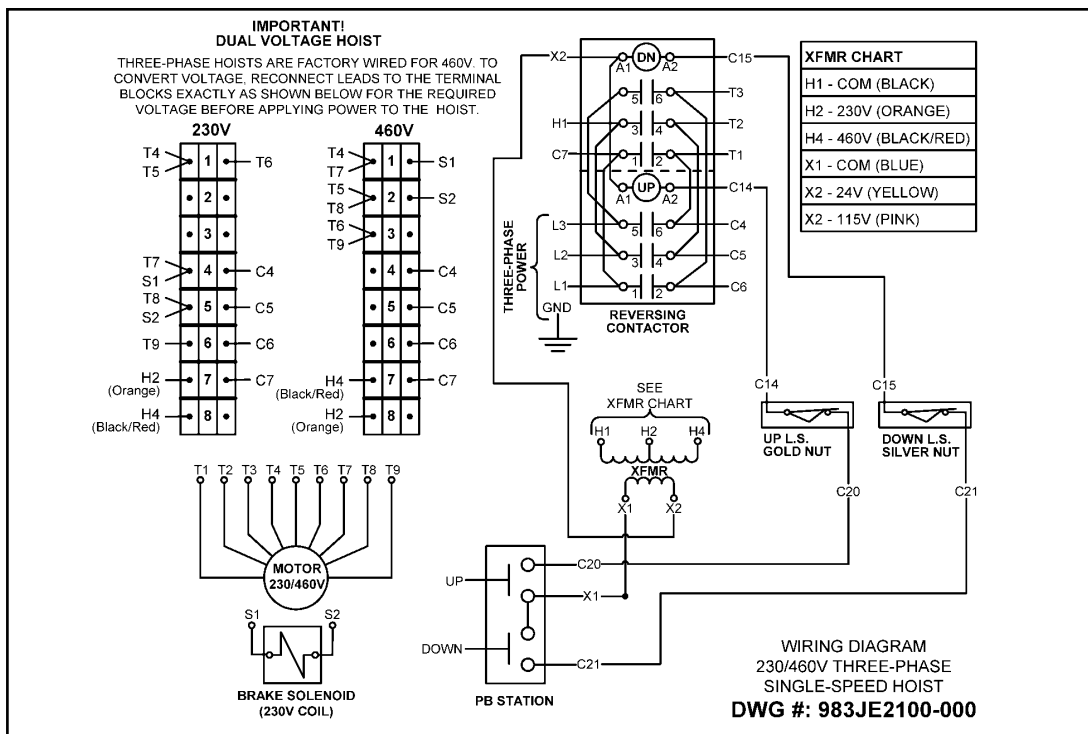 IMPORTANT!
DUAL VOLTAGE HOIST
THREE-PHASE HOISTS ARE FACTORY WIRED FOR 460V. TO
CONVERT VOLTAGE, RECONNECT LEADS TO THE TERMINAL
BLOCKS EXACTLY AS SHOWN BELOW FOR THE REQUIRED
VOLTAGE BEFORE APPLYING POWER TO THE HOIST.
230V
T4
T5
1
T6
2
3
T7
S1
4
C4
T8
S2
5
C5
T9
6
C6
H2
(Orange)
7
C7
H4
(Black/Red)
8
460V
T4
T7
1
S1
T5
T8
2
S2
T6
T9
3
4
C4
5
C5
6
C6
H4
(Black/Red)
7
C7
H2
(Orange)
8
X2
A1
DN
A2
C15
5
6
T3
H1
3
4
T2
C7
1
2
T1
A1
UP
A2
C14
L3
5
6
C4
L2
3
4
C5
L1
1
2
C6
THREE-PHASE
POWER
GND
REVERSING
CONTACTOR
XFMR CHART
H1 - COM (BLACK)
H2 - 230V (ORANGE)
H4 - 460V (BLACK/RED)
X1 - COM (BLUE)
X2 - 24V (YELLOW)
X2 - 115V (PINK)
C14
C15
UP L.S.
GOLD NUT
DOWN L.S.
SILVER NUT
C20
C21
SEE
XFMR CHART
H1
H2
H4
XFMR
X1
X2
T1 T2 T3 T4 T5 T6 T7 T8 T9
MOTOR
230/460V
S1
S2
BRAKE SOLENOID
(230V COIL)
UP
C20
X1
DOWN
C21
PB STATION
WIRING DIAGRAM
230/460V THREE-PHASE
SINGLE-SPEED HOIST
DWG #: 983JE2100-000